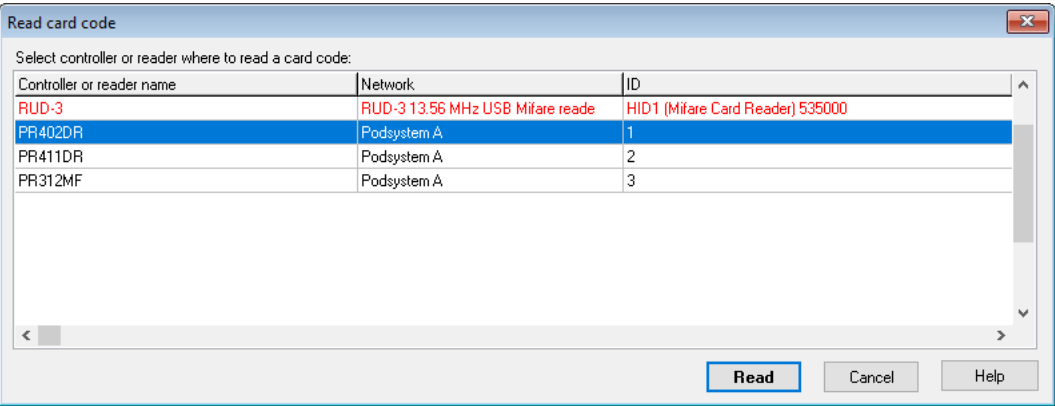 Read card code
Select controller or reader where to read a card code:
Controller or reader name Network ID
RUD-3 RUD-3 13.56 MHz USB Mifare reade HID1 (Mifare Card Reader) 535000
PR402DR Podsystem A 1
PR411DR Podsystem A 2
PR312MF Podsystem A 3
Read Cancel Help